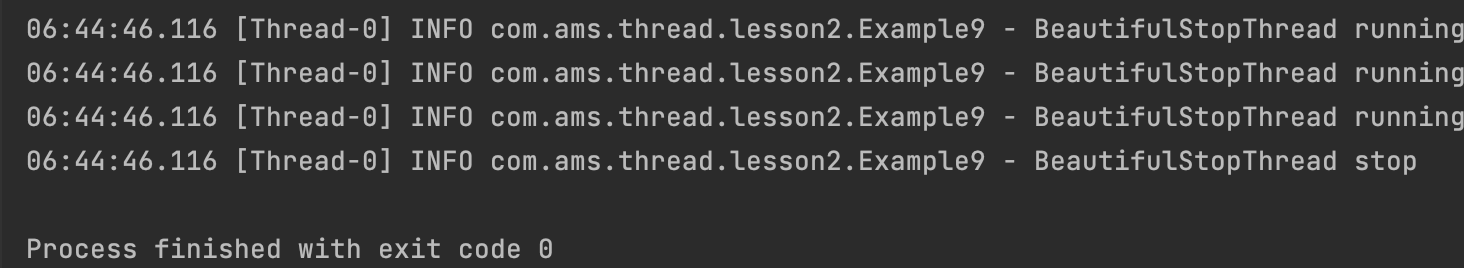 06:44:46.116 [Thread-0] INFO com.ams.thread.lesson2.Example9 - BeautifulStopThread running
06:44:46.116 [Thread-0] INFO com.ams.thread.lesson2.Example9 - BeautifulStopThread running
06:44:46.116 [Thread-0] INFO com.ams.thread.lesson2.Example9 - BeautifulStopThread running
06:44:46.116 [Thread-0] INFO com.ams.thread.lesson2.Example9 - BeautifulStopThread stop
Process finished with exit code 0